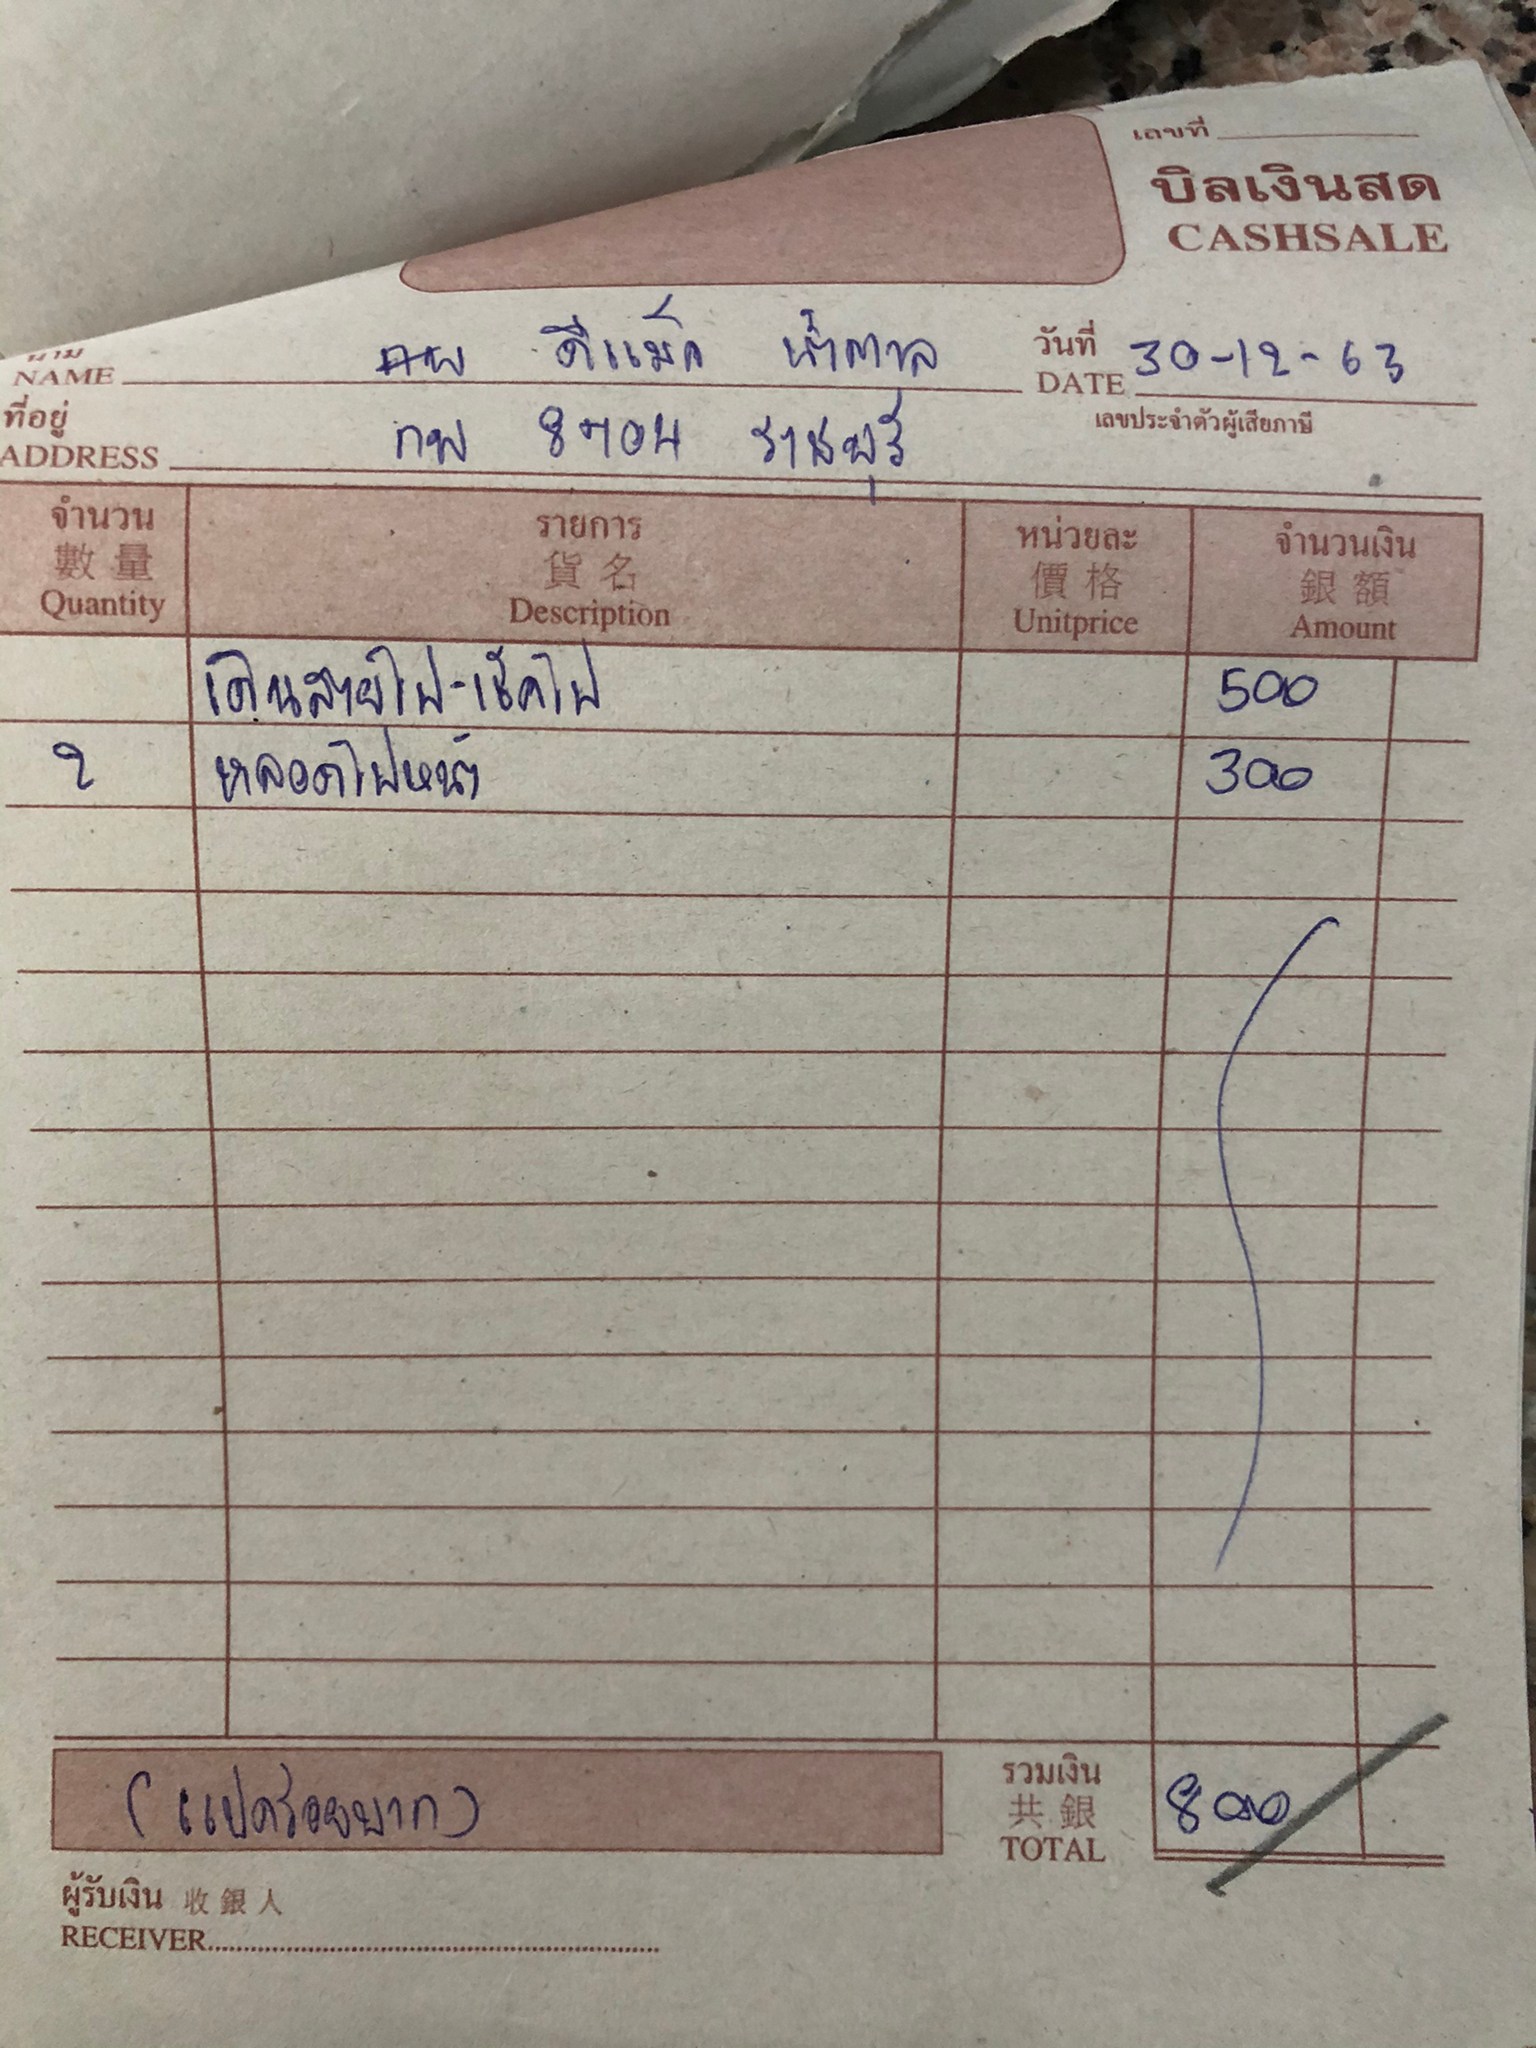 เลขที่
บิลเงินสด
CASHSALE
นาม ดีแม็ค น้ำตาล วันที่ 30-12-63
NAME DATE
ที่อยู่ กพ 8704 ราชบุรี เลขประจำตัวผู้เสียภาษี
ADDRESS
จำนวน รายการ หน่วยละ จำนวนเงิน
數量 貨名 價格 銀額
Quantity Description Unitprice Amount
เดินสายไฟ-เช็คไฟ 500
2 หลอดไฟหน้า 300
(แปดร้อยบาท) รวมเงิน 800
共銀
TOTAL
ผู้รับเงิน 收銀人
RECEIVER